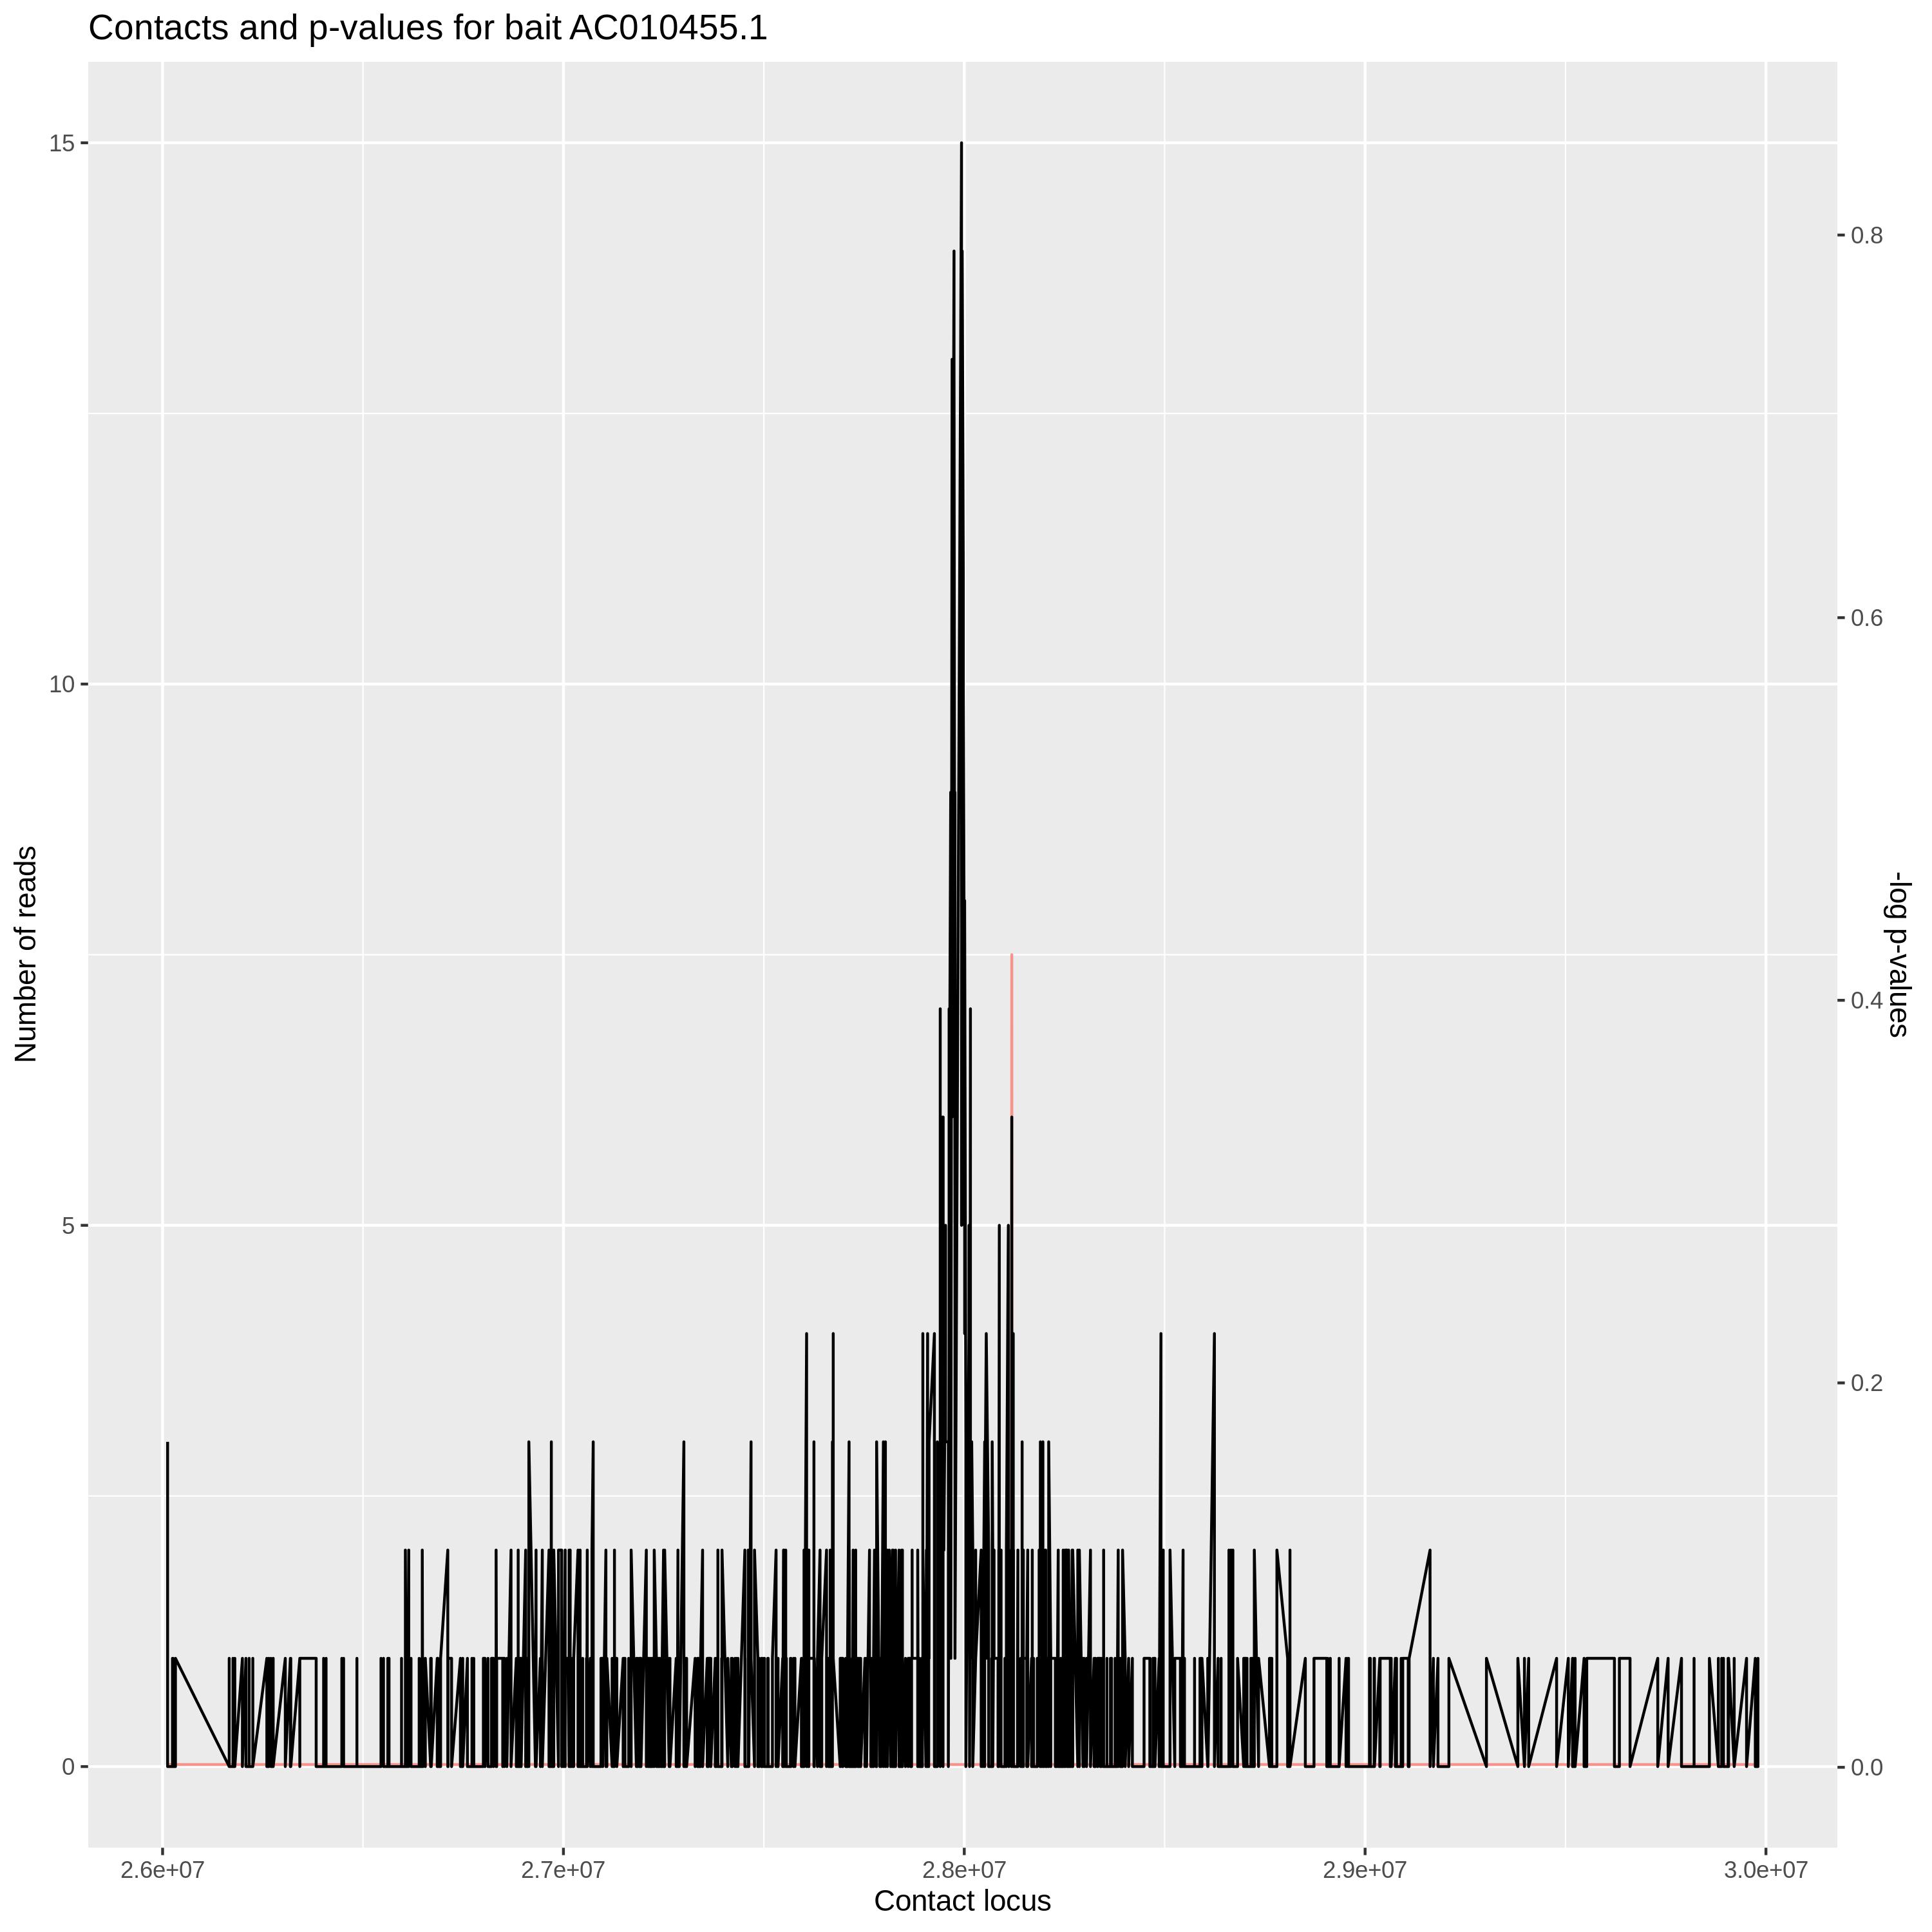 Contacts and p-values for bait AC010455.1
15
10
5
0
Number of reads
0.8
0.6
0.4
0.2
0.0
-log p-values
2.6e+07 2.7e+07 2.8e+07 2.9e+07 3.0e+07
Contact locus